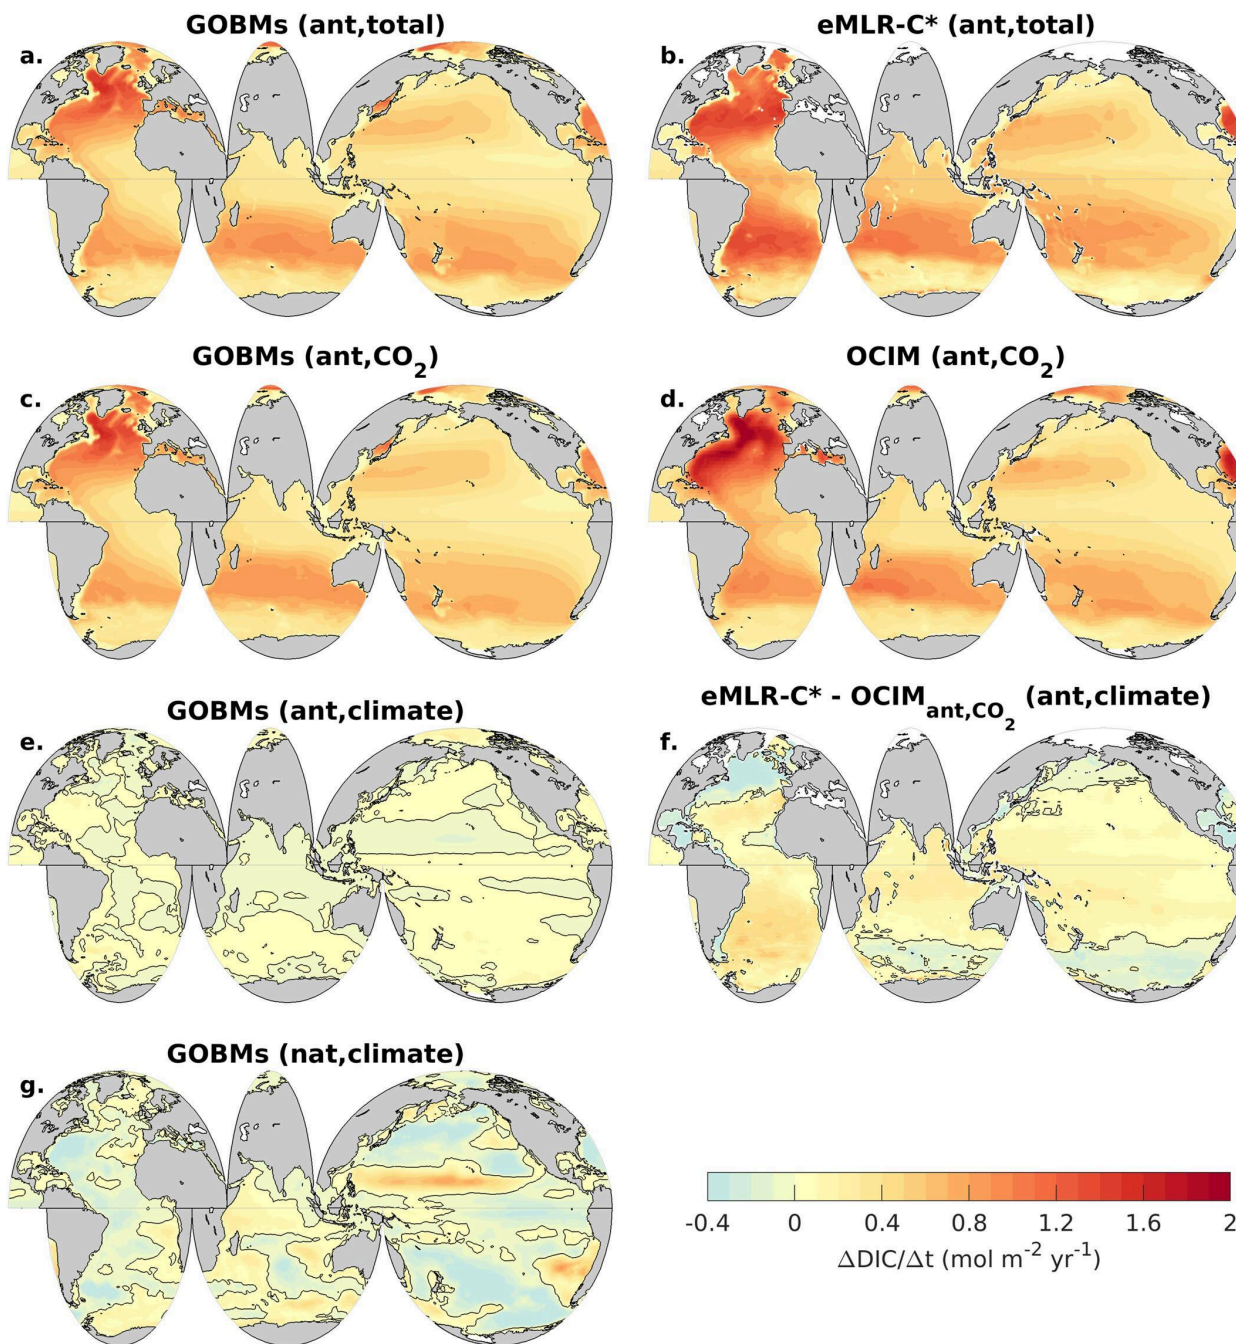 GOBMs (ant,total)
eMLR-C* (ant,total)
a.
b.
GOBMs (ant,CO2)
OCIM (ant,CO2)
c.
d.
GOBMs (ant,climate)
eMLR-C* - OCIMant,CO2 (ant,climate)
e.
f.
GOBMs (nat,climate)
g.
-0.4 0 0.4 0.8 1.2 1.6 2
ΔDIC/Δt (mol m-2 yr-1)